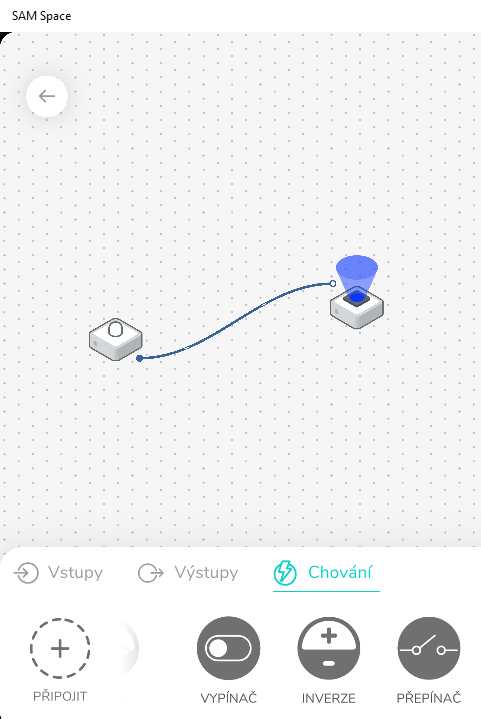 SAM Space
Vstupy
Výstupy
Chování
PŘIPOJIT
VYPÍNAČ
INVERZE
PŘEPÍNAČ